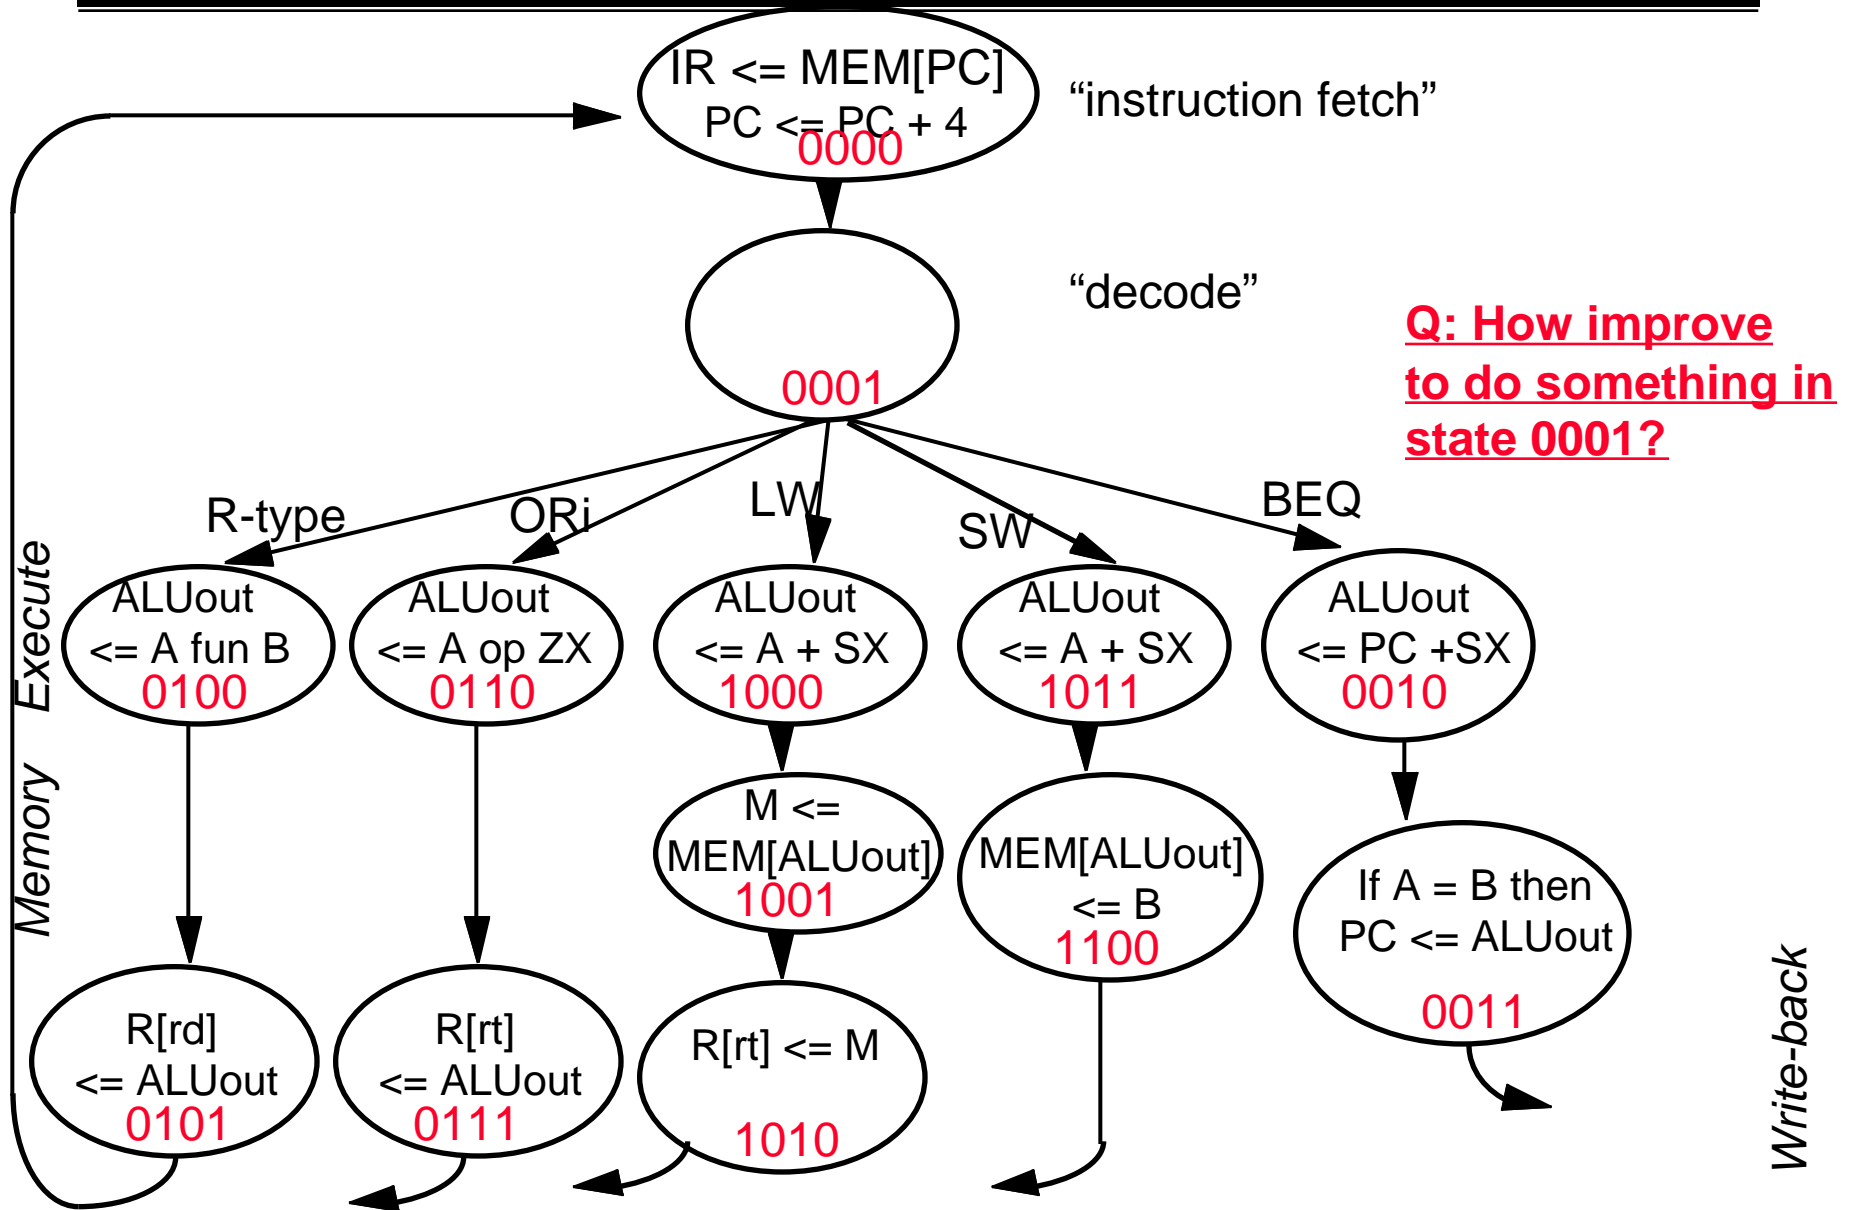 IR <= MEM[PC]
PC <= PC + 4
0000
“instruction fetch”
“decode”
0001
Q: How improve
to do something in
state 0001?
R-type
ORi
LW
SW
BEQ
Execute
Memory
Write-back
ALUout
<= A fun B
0100
ALUout
<= A op ZX
0110
ALUout
<= A + SX
1000
ALUout
<= A + SX
1011
ALUout
<= PC +SX
0010
M <=
MEM[ALUout]
1001
MEM[ALUout]
<= B
1100
If A = B then
PC <= ALUout
0011
R[rd]
<= ALUout
0101
R[rt]
<= ALUout
0111
R[rt] <= M
1010